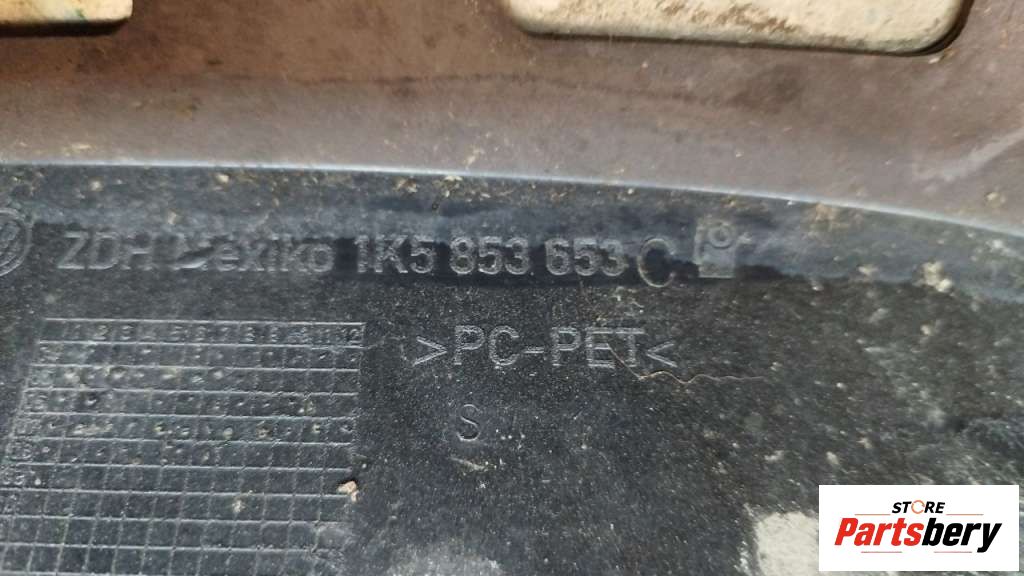 ZDH Mexiko 1K5 853 653 C
>PC-PET<
S
STORE
Partsbery